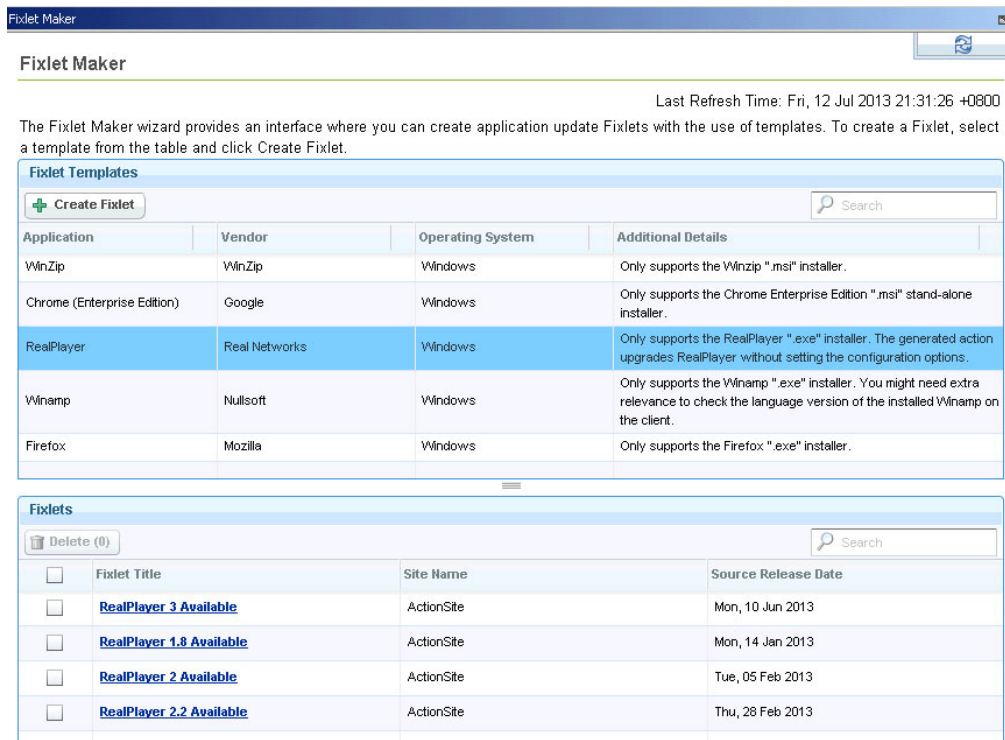 Fixlet Maker
Fixlet Maker
Last Refresh Time: Fri, 12 Jul 2013 21:31:26 +0800
The Fixlet Maker wizard provides an interface where you can create application update Fixlets with the use of templates. To create a Fixlet, select
a template from the table and click Create Fixlet.
Fixlet Templates
Create Fixlet
Search
Application Vendor Operating System Additional Details
WinZip WinZip Windows Only supports the Winzip ".msi" installer.
Chrome (Enterprise Edition) Google Windows Only supports the Chrome Enterprise Edition ".msi" stand-alone
installer.
RealPlayer Real Networks Windows Only supports the RealPlayer ".exe" installer. The generated action
upgrades RealPlayer without setting the configuration options.
Winamp Nullsoft Windows Only supports the Winamp ".exe" installer. You might need extra
relevance to check the language version of the installed Winamp on
the client.
Firefox Mozilla Windows Only supports the Firefox ".exe" installer.
Fixlets
Delete (0)
Search
Fixlet Title Site Name Source Release Date
RealPlayer 3 Available ActionSite Mon, 10 Jun 2013
RealPlayer 1.8 Available ActionSite Mon, 14 Jan 2013
RealPlayer 2 Available ActionSite Tue, 05 Feb 2013
RealPlayer 2.2 Available ActionSite Thu, 28 Feb 2013